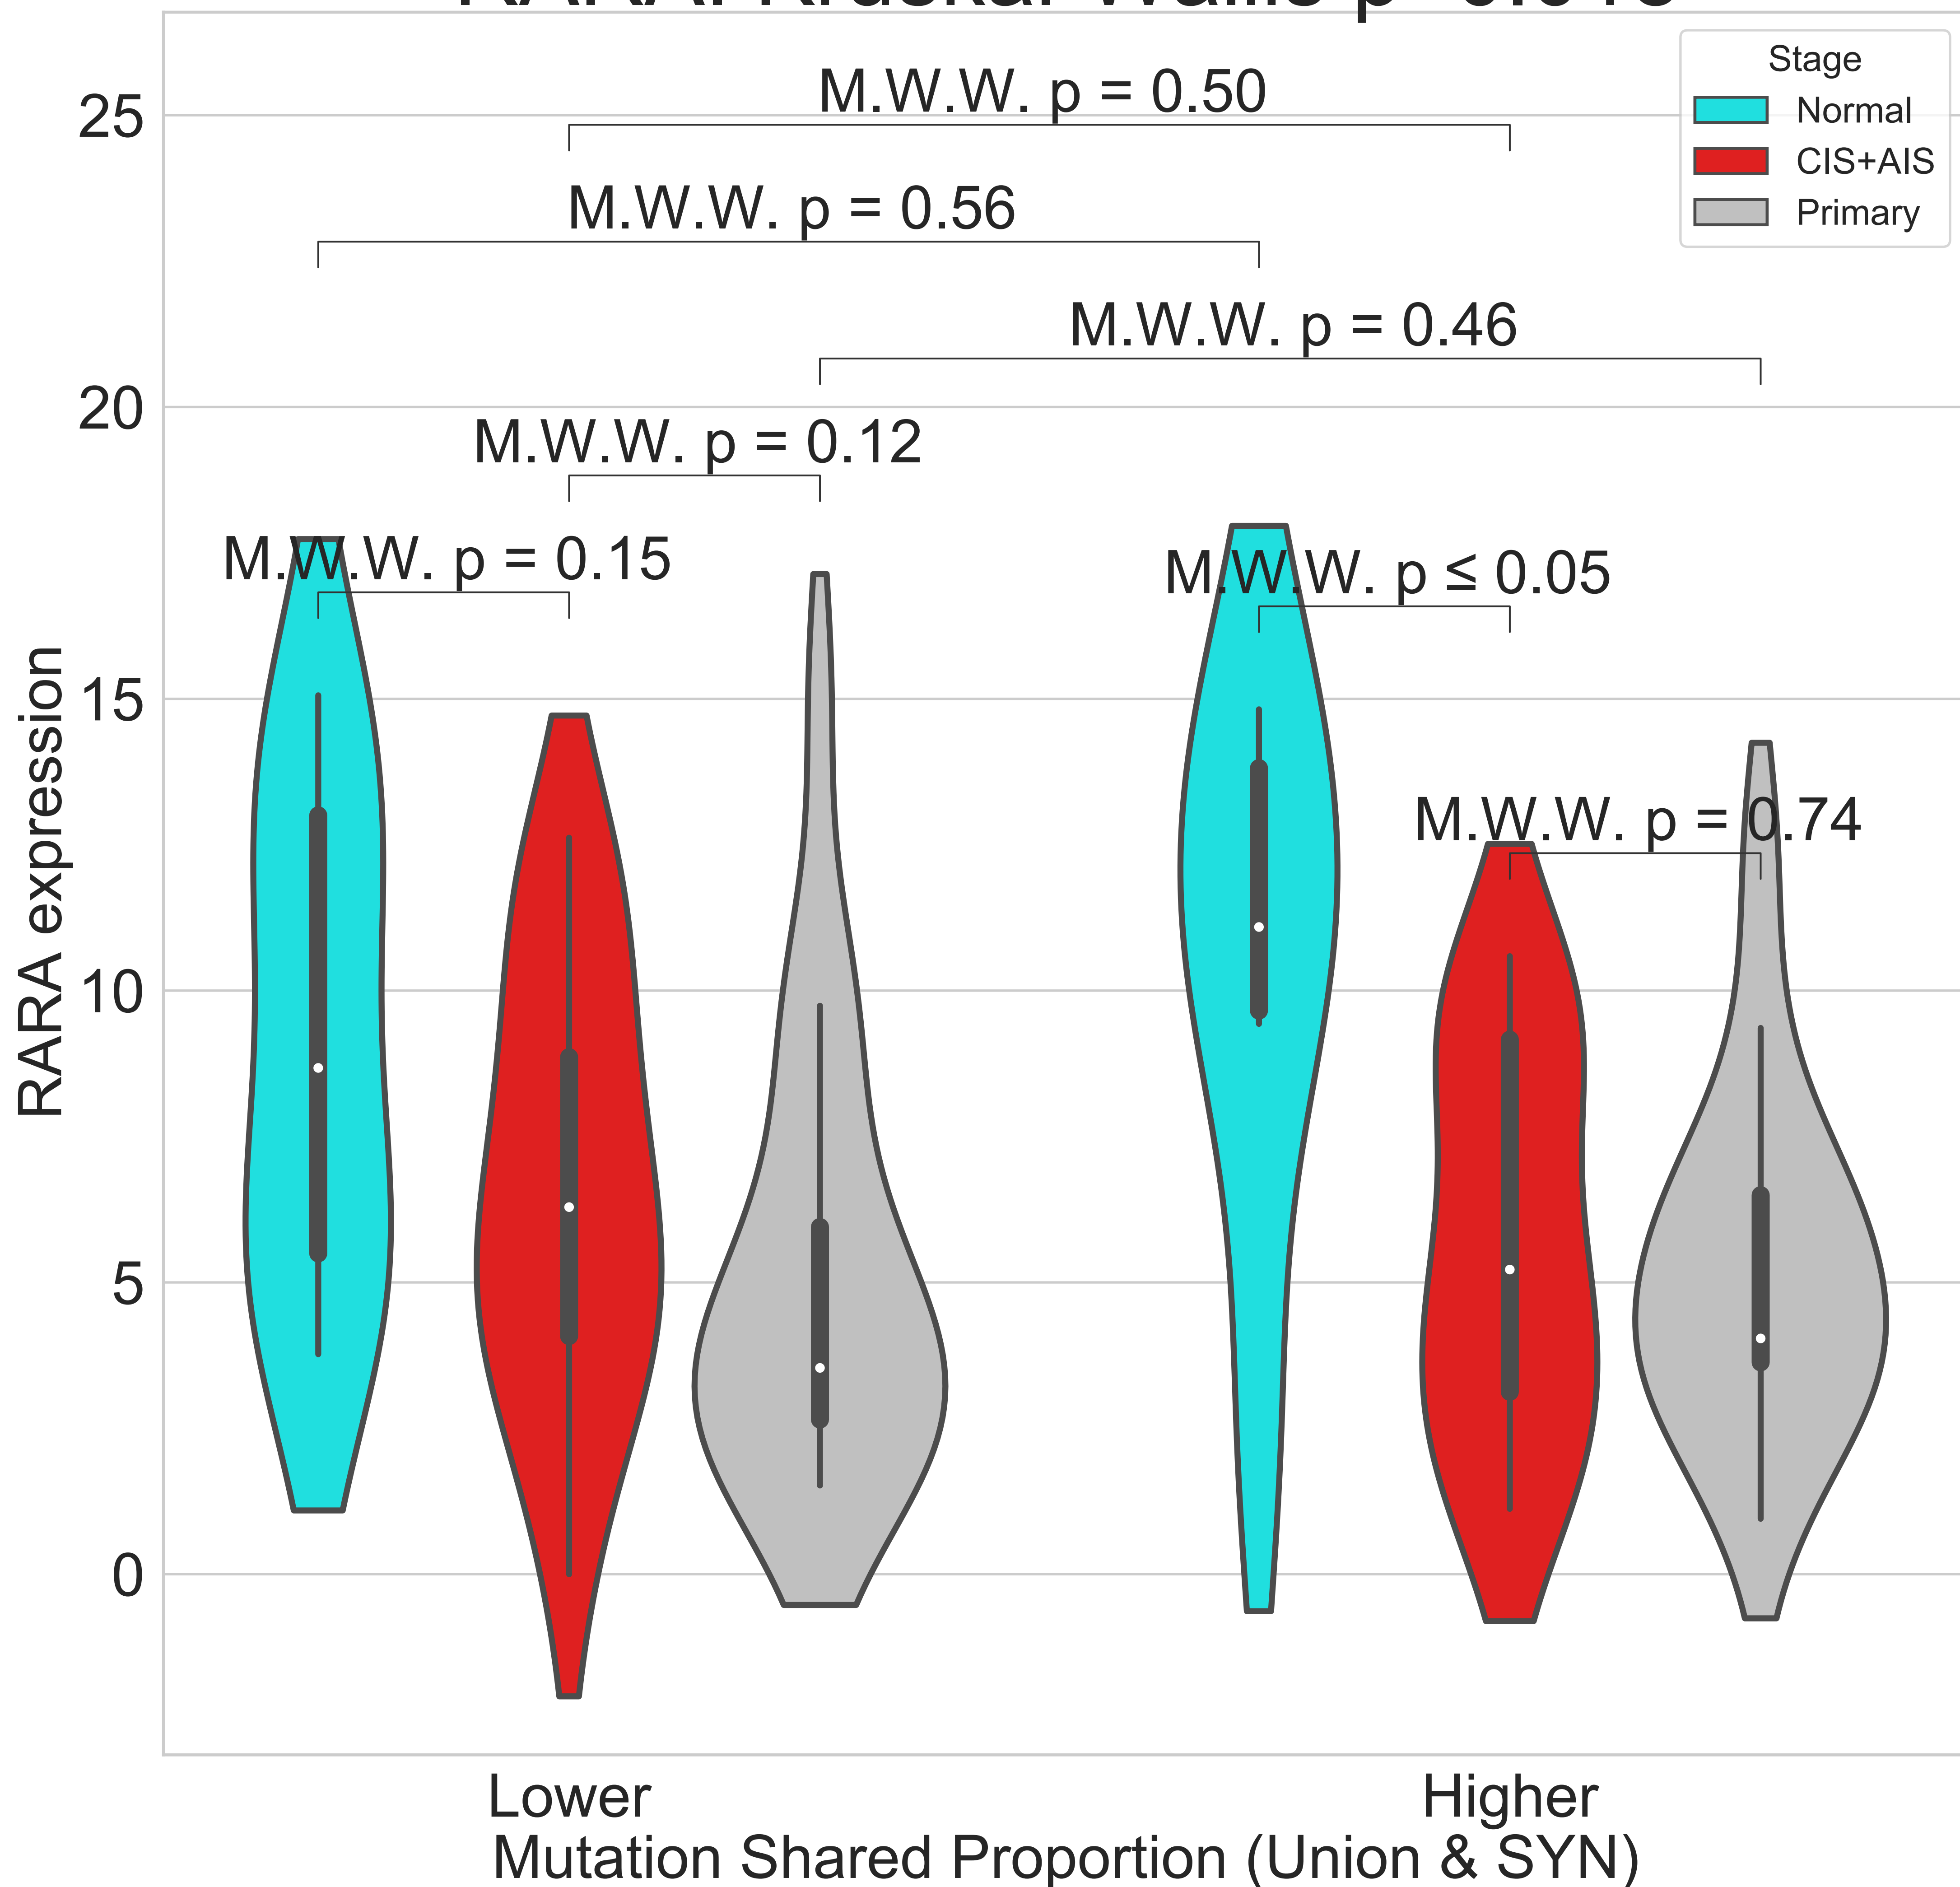 Stage
Normal
CIS+AIS
Primary
M.W.W. p = 0.50
M.W.W. p = 0.56
M.W.W. p = 0.46
M.W.W. p = 0.12
M.W.W. p = 0.15
M.W.W. p ≤ 0.05
M.W.W. p = 0.74
25
20
15
10
5
0
RARA expression
Lower
Higher
Mutation Shared Proportion (Union & SYN)